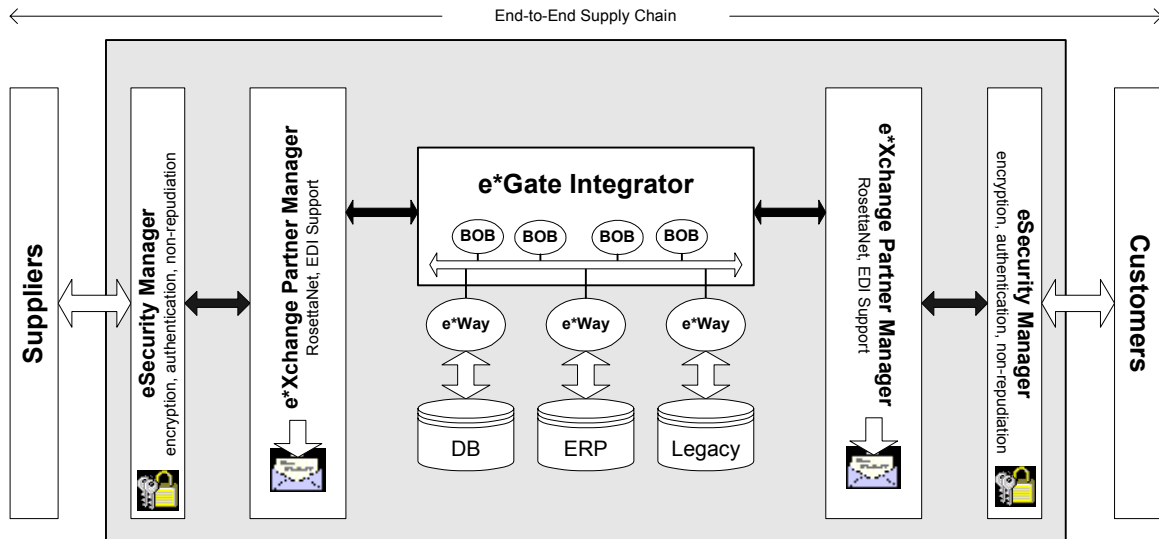 End-to-End Supply Chain
Suppliers
eSecurity Manager
encryption, authentication, non-repudiation
e*Xchange Partner Manager
RosettaNet, EDI Support
e*Gate Integrator
BOB
BOB
BOB
BOB
e*Way
e*Way
e*Way
DB
ERP
Legacy
e*Xchange Partner Manager
RosettaNet, EDI Support
eSecurity Manager
encryption, authentication, non-repudiation
Customers